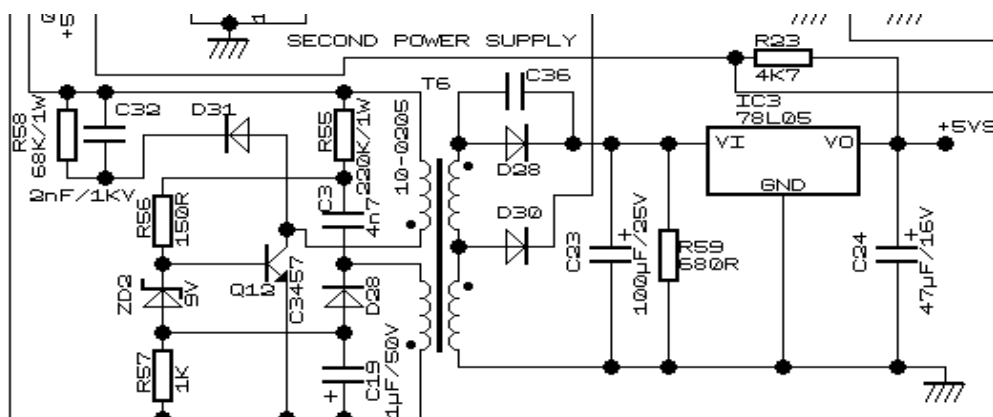 +5
1
SECOND POWER SUPPLY
R23
4K7
T6
C36
IC3
78L05
+5VS
VI
VO
GND
R58
68K/1W
C32
2nF/1KV
D31
R55
220K/1W
10-0205
D28
R56
150R
C3
4n7
D30
C23
100µF/25V
R59
680R
C24
47µF/16V
ZD2
9V
Q12
C3457
D28
R57
1K
C19
1µF/50V